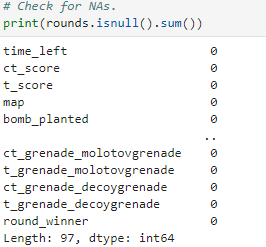 # Check for NAs.
print(rounds.isnull().sum())
time_left 0
ct_score 0
t_score 0
map 0
bomb_planted 0
..
ct_grenade_molotovgrenade 0
t_grenade_molotovgrenade 0
ct_grenade_decoygrenade 0
t_grenade_decoygrenade 0
round_winner 0
Length: 97, dtype: int64